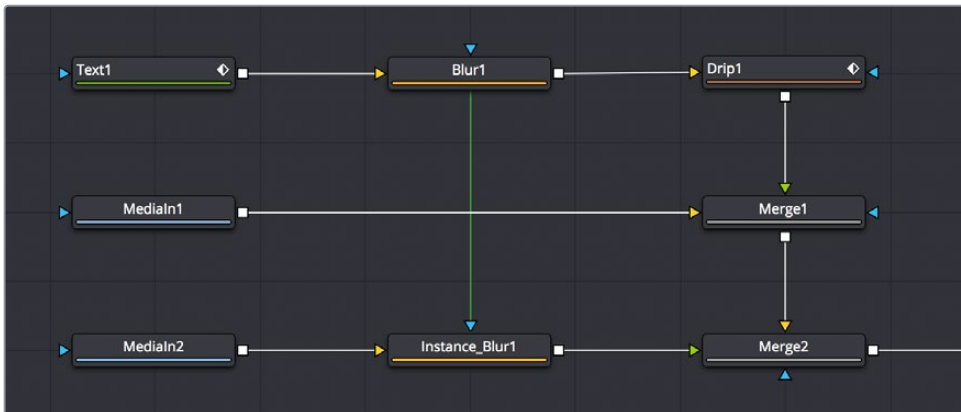 Text1
Blur1
Drip1
MediaIn1
Merge1
MediaIn2
Instance_Blur1
Merge2